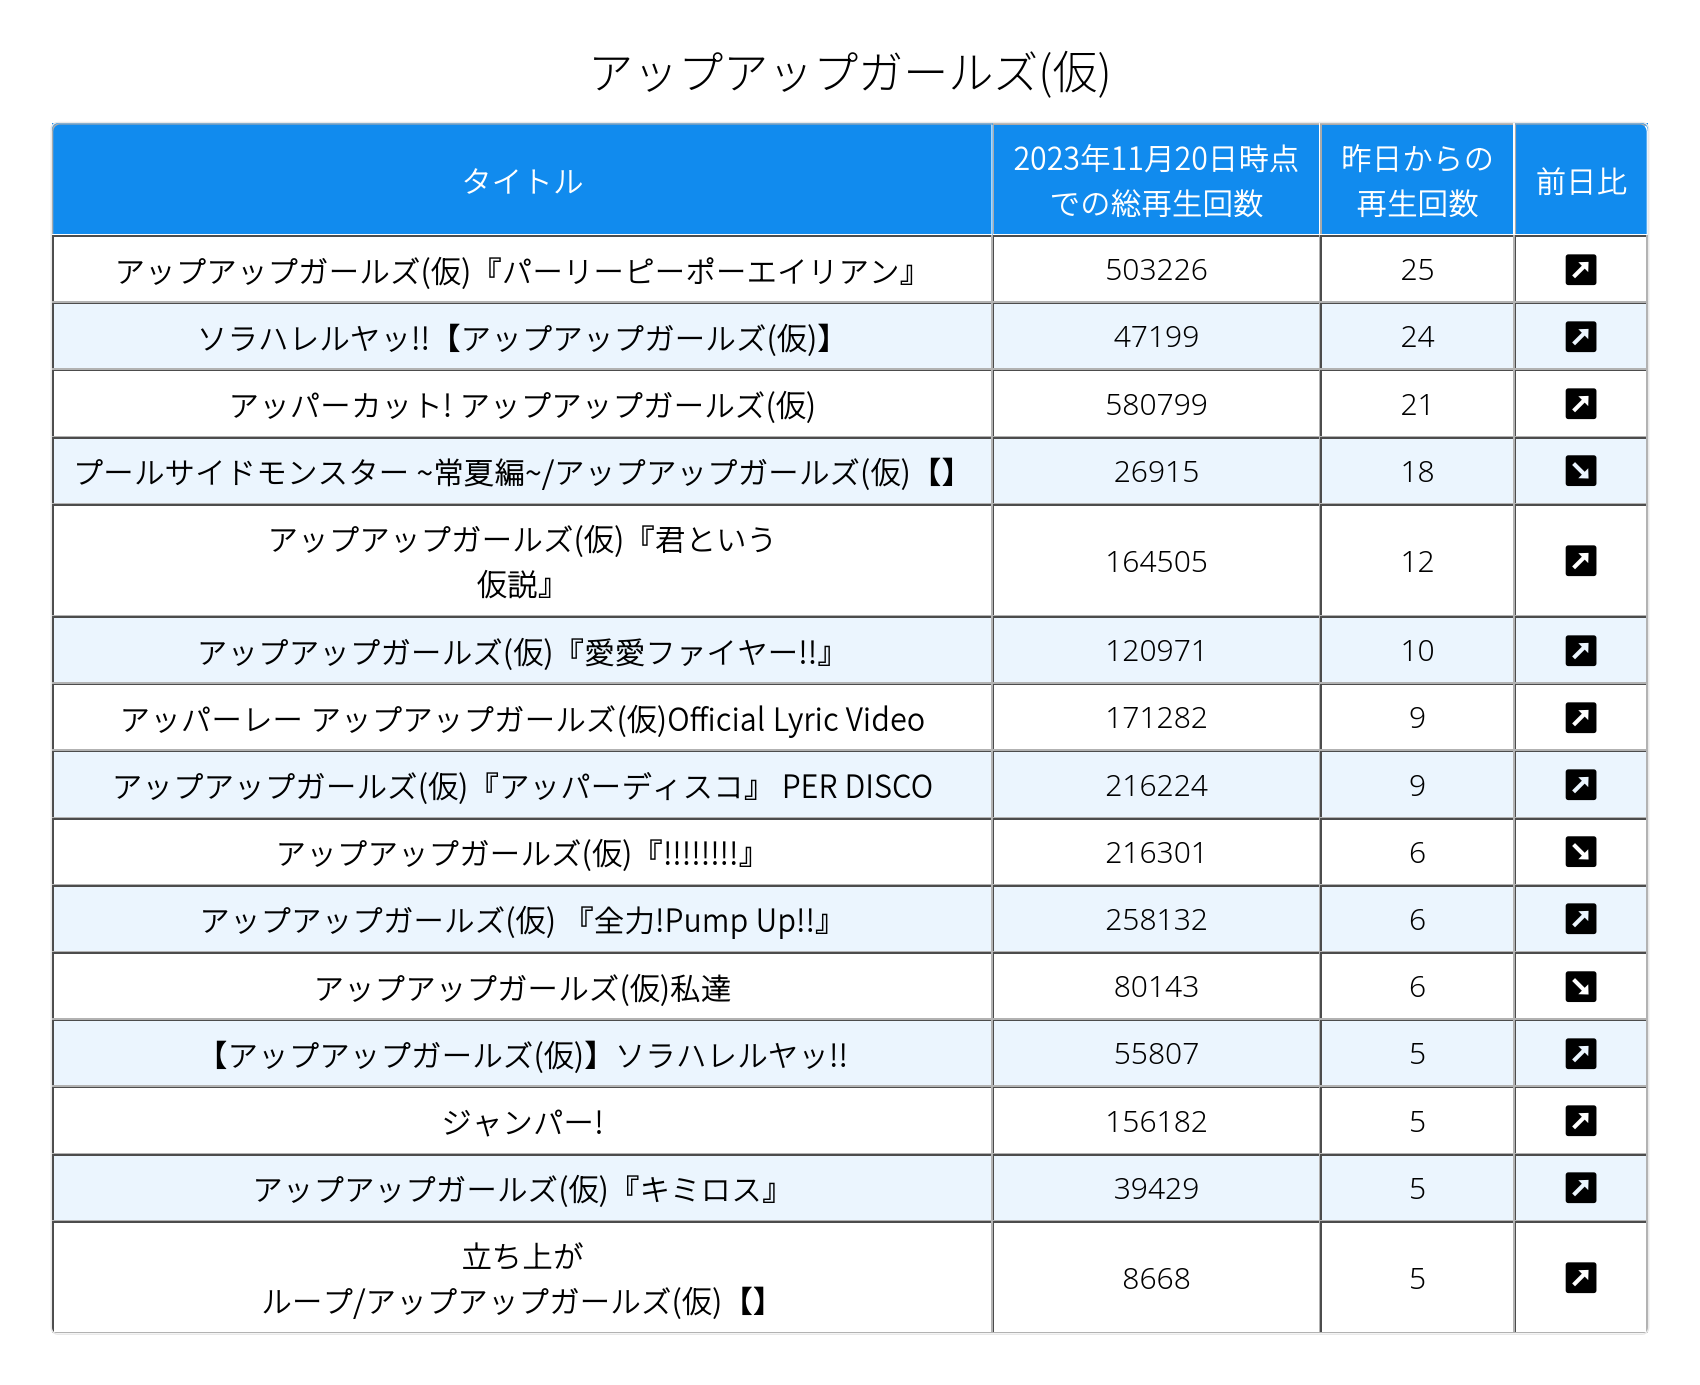 アップアップガールズ(仮)
タイトル
2023年11月20日時点
での総再生回数
昨日からの
再生回数
前日比
アップアップガールズ(仮)『パーリーピーポーエイリアン』 503226 25
ソラハレルヤッ!!【アップアップガールズ(仮)】 47199 24
アッパーカット! アップアップガールズ(仮) 580799 21
プールサイドモンスター ~常夏編~/アップアップガールズ(仮)【】 26915 18
アップアップガールズ(仮)『君という
仮説』 164505 12
アップアップガールズ(仮)『愛愛ファイヤー!!』 120971 10
アッパーレー アップアップガールズ(仮)Official Lyric Video 171282 9
アップアップガールズ(仮)『アッパーディスコ』 PER DISCO 216224 9
アップアップガールズ(仮)『!!!!!!!!』 216301 6
アップアップガールズ(仮) 『全力!Pump Up!!』 258132 6
アップアップガールズ(仮)私達 80143 6
【アップアップガールズ(仮)】ソラハレルヤッ!! 55807 5
ジャンパー! 156182 5
アップアップガールズ(仮)『キミロス』 39429 5
立ち上が
ループ/アップアップガールズ(仮)【】 8668 5